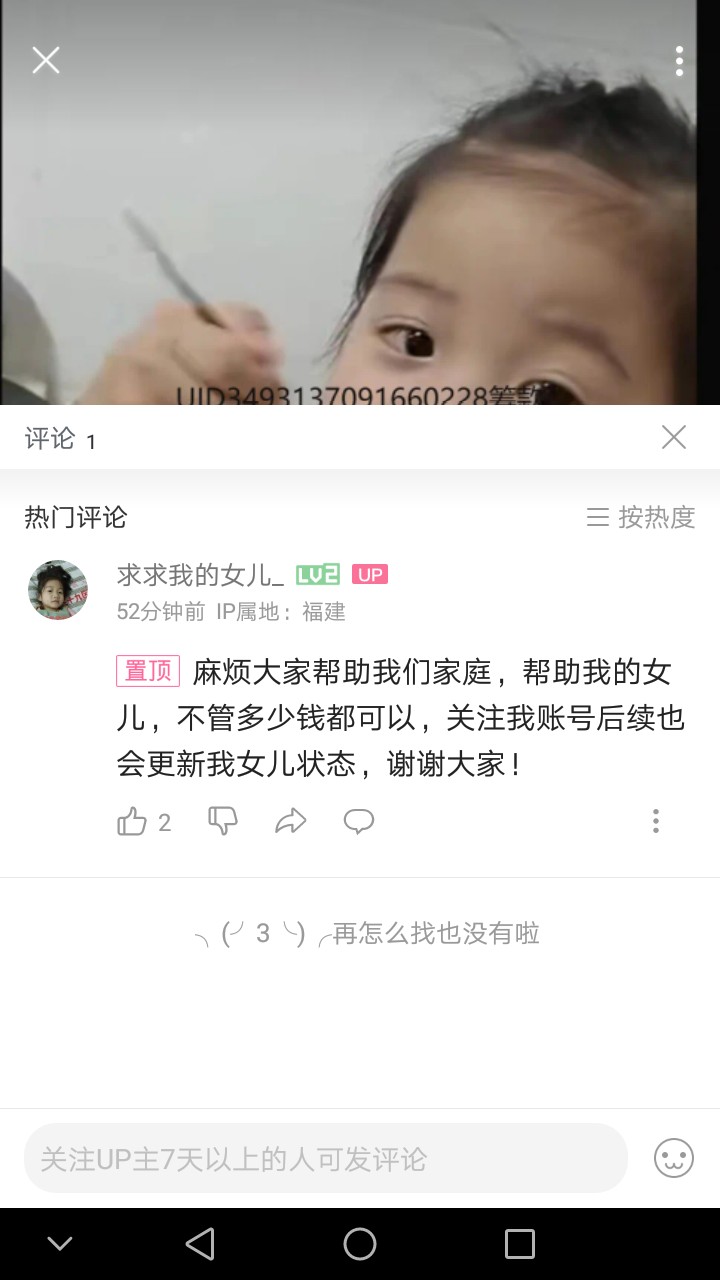 UID3493137091660228筹款
评论 1
热门评论
按热度
求求我的女儿_ LV2 UP
52分钟前 IP属地：福建
置顶 麻烦大家帮助我们家庭，帮助我的女
儿，不管多少钱都可以，关注我账号后续也
会更新我女儿状态，谢谢大家！
2
╮(╯3╰)╭再怎么找也没有啦
关注UP主7天以上的人可发评论